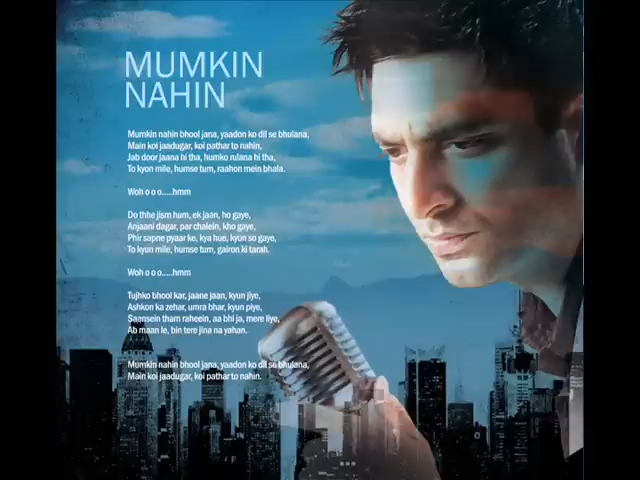 MUMKIN
NAHIN
Mumkin nahin bhool jana, yaadon ko dil se bhulana,
Main koi jaadugar, koi pathar to nahin,
Jab door jaana hi tha, humko rulana hi tha,
To kyon mile, humse tum, raahon mein bhala.
Woh o o o.....hmm
Do thhe jism hum, ek jaan, ho gaye,
Anjaani dagar, par chalein, kho gaye,
Phir sapne pyaar ke, kya hue, kyun so gaye,
To kyun mile, humse tum, gairon ki tarah.
Woh o o o.....hmm
Tujhko bhool kar, jaane jaan, kyun jiye,
Ashkon ka zehar, umra bhar, kyun piye,
Saansein tham raheein, aa bhi ja, mere liye,
Ab maan le, bin tere jina na yahan.
Mumkin nahin bhool jana, yaadon ko dil se bhulana,
Main koi jaadugar, koi pathar to nahin.